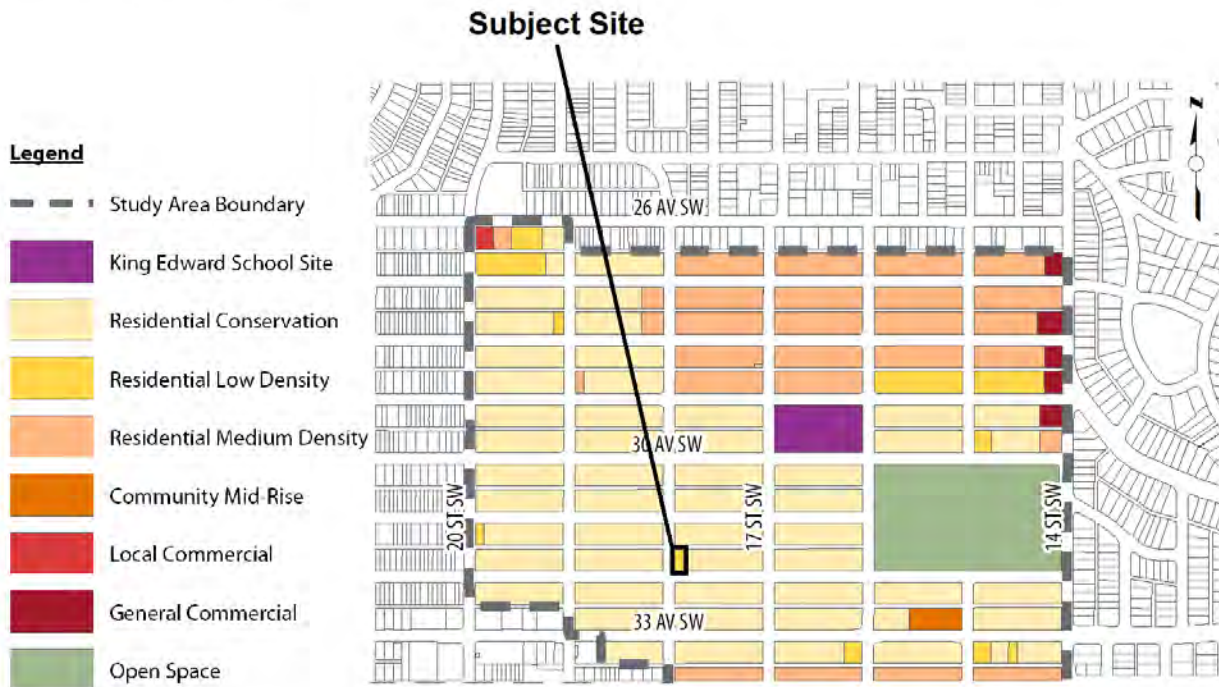 Subject Site
Legend
Study Area Boundary
King Edward School Site
Residential Conservation
Residential Low Density
Residential Medium Density
Community Mid-Rise
Local Commercial
General Commercial
Open Space
26 AV SW
30 AV SW
20 ST SW
17 ST SW
14 ST SW
33 AV SW
N